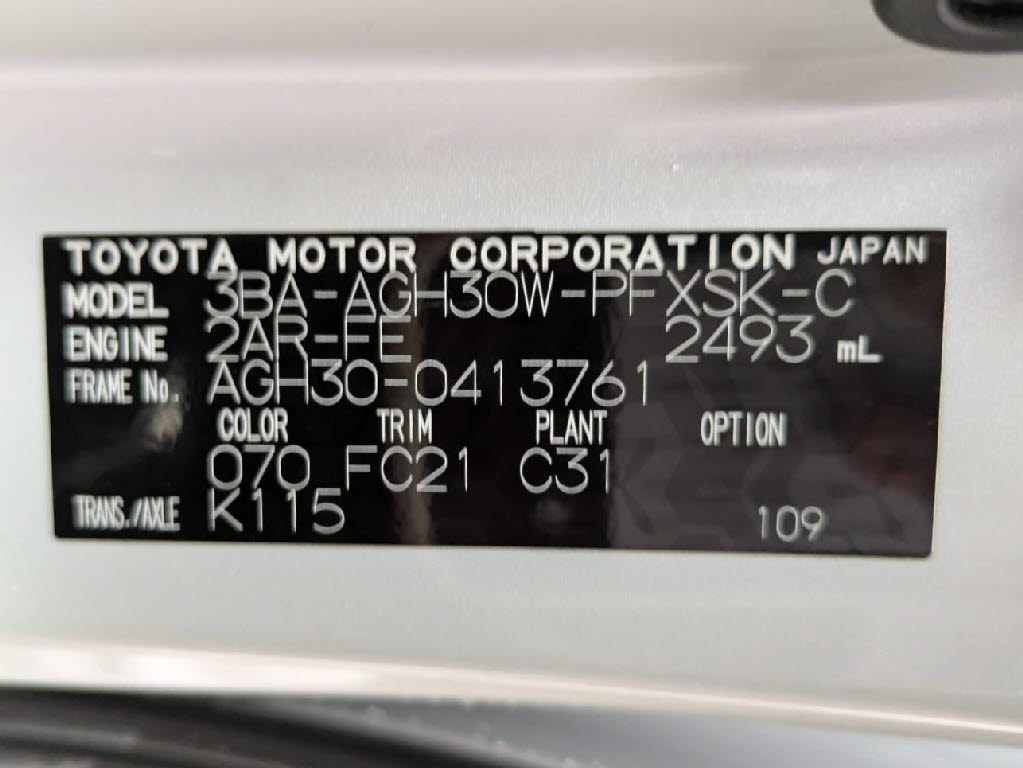 TOYOTA MOTOR CORPORATION JAPAN
MODEL 3BA-AGH30W-PFXSK-C
ENGINE 2AR-FE 2493 mL
FRAME No. AGH30-0413761
COLOR TRIM PLANT OPTION
070 FC21 C31
TRANS./AXLE K115 109